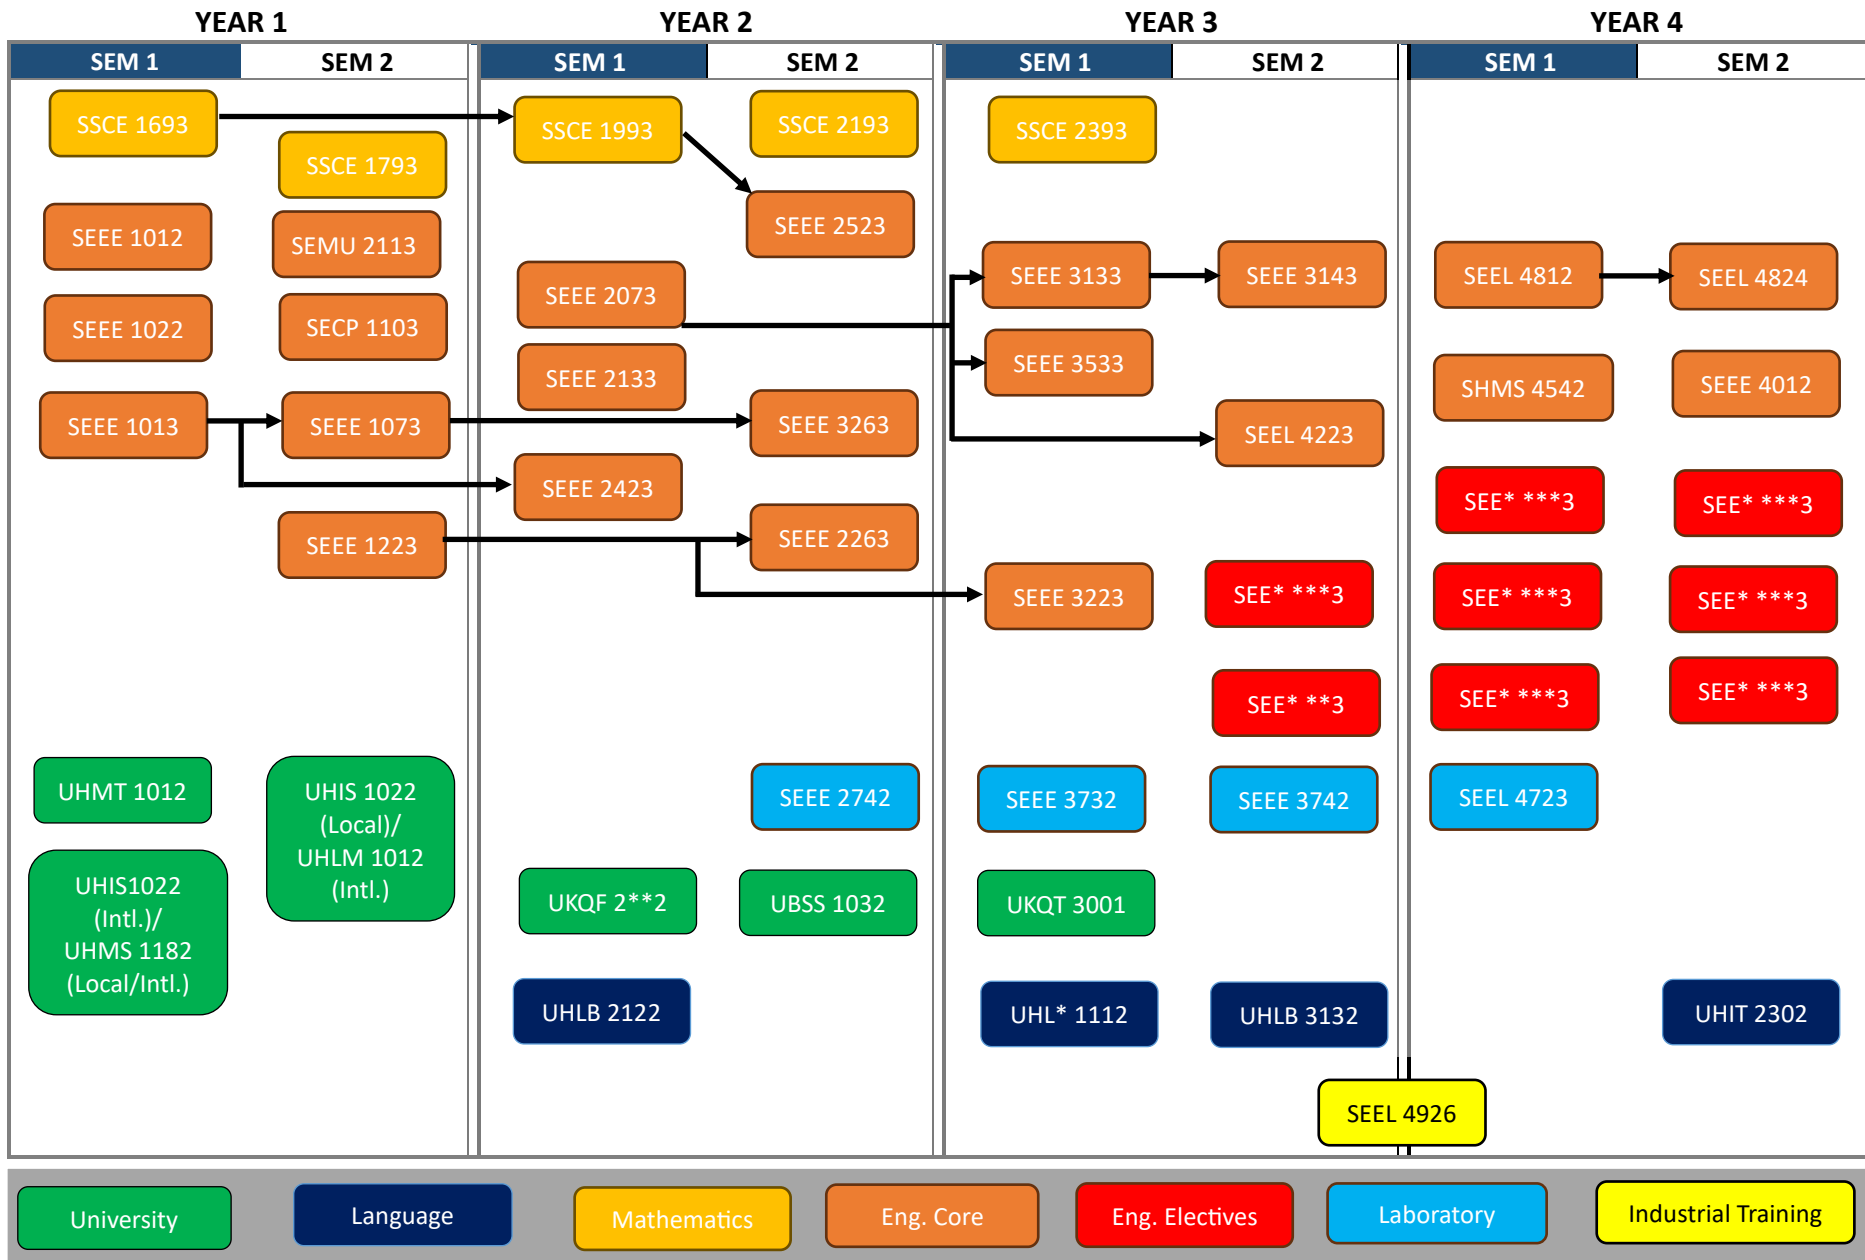 YEAR 1
YEAR 2
YEAR 3
YEAR 4
SEM 1
SEM 2
SEM 1
SEM 2
SEM 1
SEM 2
SEM 1
SEM 2
SSCE 1693
SSCE 1793
SEEE 1012
SEMU 2113
SEEE 1022
SECP 1103
SEEE 1013
SEEE 1073
SEEE 1223
UHMT 1012
UHIS 1022
(Local)/
UHLM 1012
(Intl.)
UHIS1022
(Intl.)/
UHMS 1182
(Local/Intl.)
SSCE 1993
SSCE 2193
SEEE 2523
SEEE 2073
SEEE 2133
SEEE 3263
SEEE 2423
SEEE 2263
SEEE 2742
UKQF 2**2
UBSS 1032
UHLB 2122
SSCE 2393
SEEE 3133
SEEE 3143
SEEE 3533
SEEL 4223
SEEE 3223
SEE* ***3
SEE* **3
SEEE 3732
SEEE 3742
UKQT 3001
UHL* 1112
UHLB 3132
SEEL 4812
SEEL 4824
SHMS 4542
SEEE 4012
SEE* ***3
SEE* ***3
SEE* ***3
SEE* ***3
SEE* ***3
SEE* ***3
SEEL 4723
UHIT 2302
SEEL 4926
University
Language
Mathematics
Eng. Core
Eng. Electives
Laboratory
Industrial Training